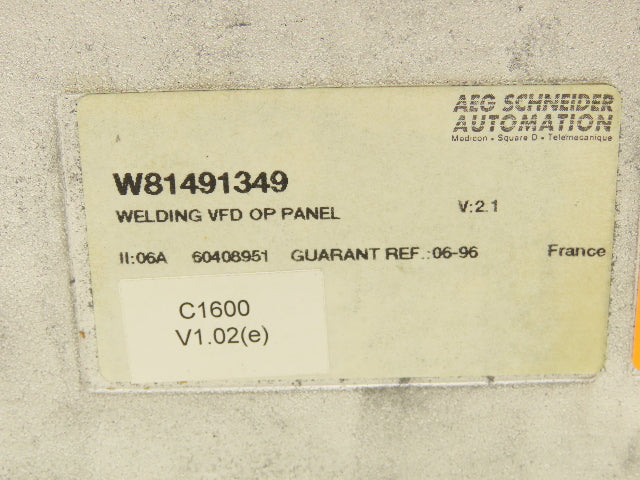 AEG SCHNEIDER
AUTOMATION
Modicon • Square D • Télémecanique
W81491349
WELDING VFD OP PANEL V:2.1
II:06A 60408951 GUARANT REF.:06-96 France
C1600
V1.02(e)